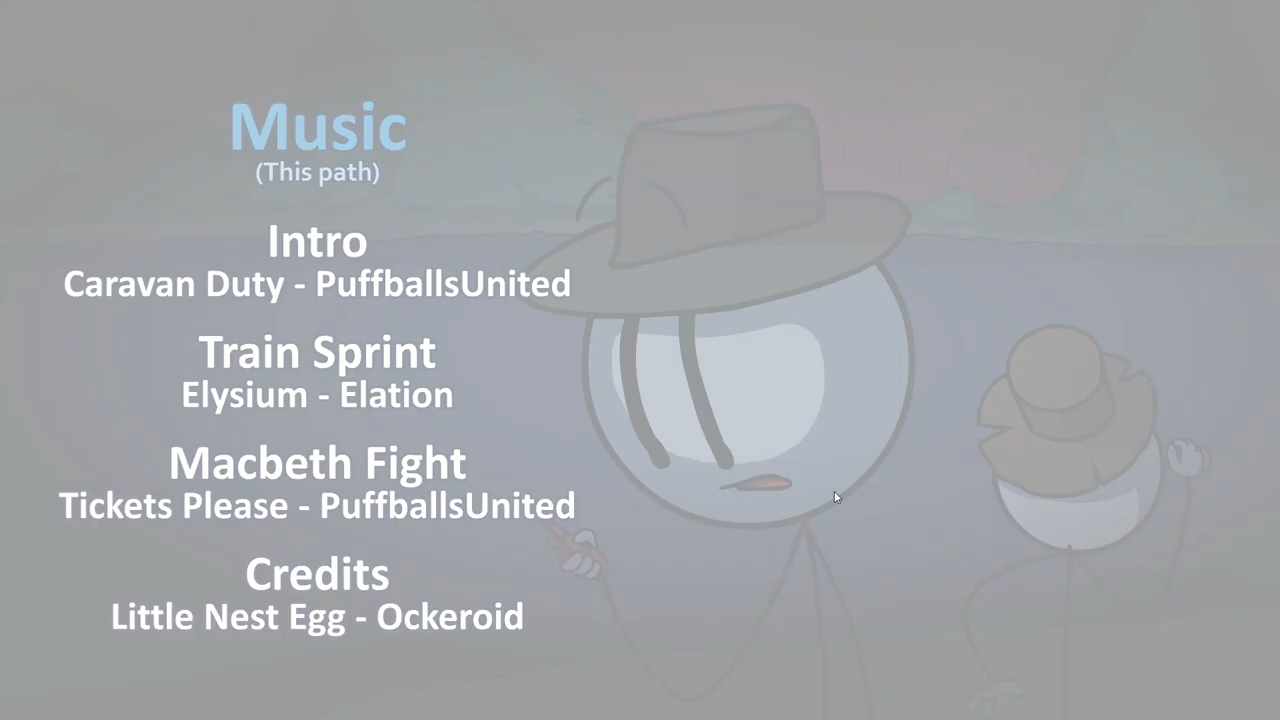 Music
(This path)
Intro
Caravan Duty - PuffballsUnited
Train Sprint
Elysium - Elation
Macbeth Fight
Tickets Please - PuffballsUnited
Credits
Little Nest Egg - Ockeroid